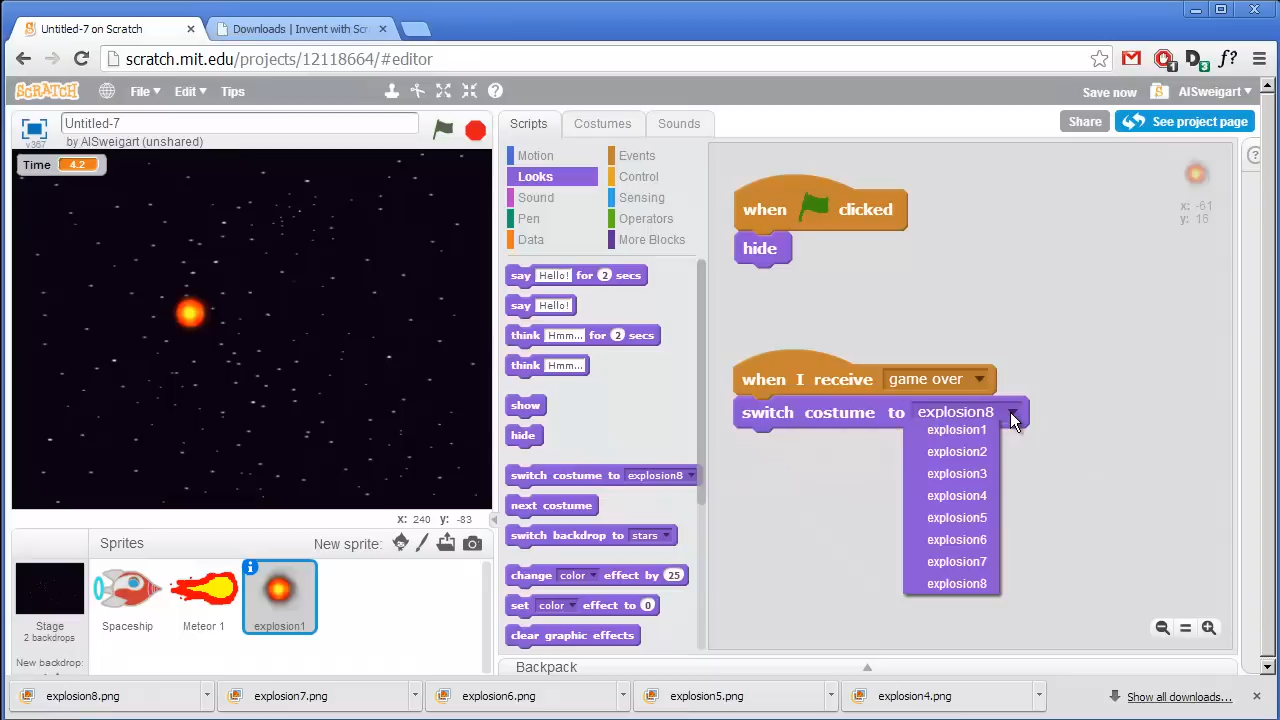 Untitled-7 on Scratch
Downloads | Invent with Scr
scratch.mit.edu/projects/12118664/#editor
1
D
3
f?
SCRATCH
File
Edit
Tips
Save now
AlSweigart
Untitled-7
by AlSweigart (unshared)
v367
Scripts
Costumes
Sounds
Share
See project page
Time 4.2
Motion
Events
Looks
Control
Sound
Sensing
Pen
Operators
Data
More Blocks
say Hello! for 2 secs
say Hello!
think Hmm... for 2 secs
think Hmm...
show
hide
switch costume to explosion8
next costume
switch backdrop to stars
change color effect by 25
set color effect to 0
clear graphic effects
when clicked
hide
x: -61
y: 16
when I receive game over
switch costume to explosion8
explosion1
explosion2
explosion3
explosion4
explosion5
explosion6
explosion7
explosion8
x: 240 y: -83
Sprites
New sprite:
Stage
2 backdrops
New backdrop:
Spaceship
Meteor 1
explosion1
Backpack
explosion8.png
explosion7.png
explosion6.png
explosion5.png
explosion4.png
Show all downloads...